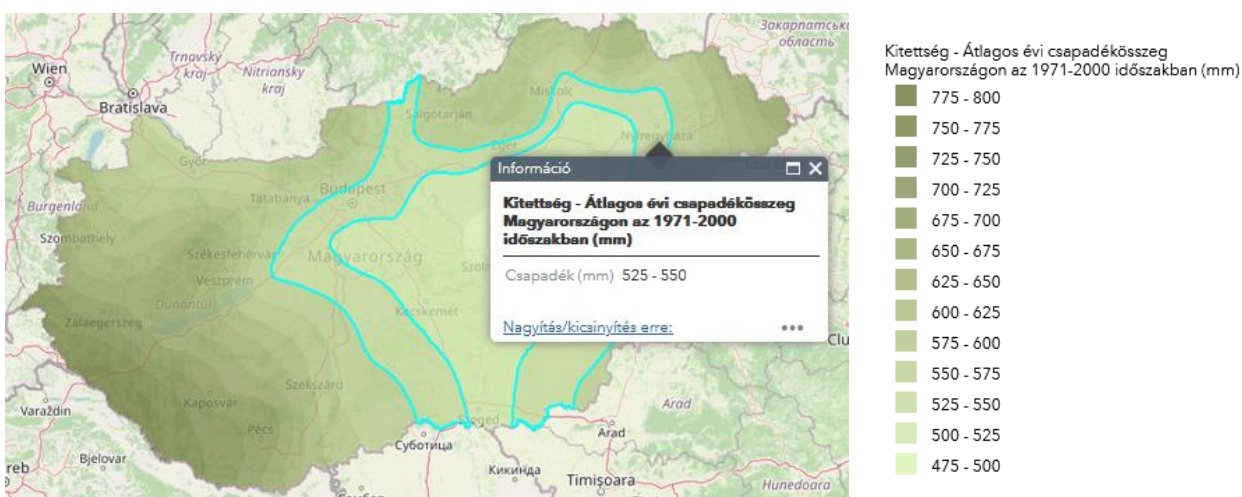 Закарпатська
область
Trnavský
kraj
Nitriansky
kraj
Wien
Bratislava
Miskolc
Salgótarján
Nyíregyháza
Eger
Győr
Budapest
Tatabánya
Burgenland
Szombathely
Székesfehérvár
Magyarország
Szoln
Veszprém
Dunántúl
Kecskemét
Zalaegerszeg
Clu
Szekszárd
Kaposvár
Varaždin
Pécs
Szeged
Arad
Суботица
Arad
reb
Bjelovar
Кикинда
Timișoara
Hunedoara
Információ
Kitettség - Átlagos évi csapadékösszeg
Magyarországon az 1971-2000
időszakban (mm)
Csapadék (mm) 525 - 550
Nagyítás/kicsinyítés erre:
Kitettség - Átlagos évi csapadékösszeg
Magyarországon az 1971-2000 időszakban (mm)
775 - 800
750 - 775
725 - 750
700 - 725
675 - 700
650 - 675
625 - 650
600 - 625
575 - 600
550 - 575
525 - 550
500 - 525
475 - 500